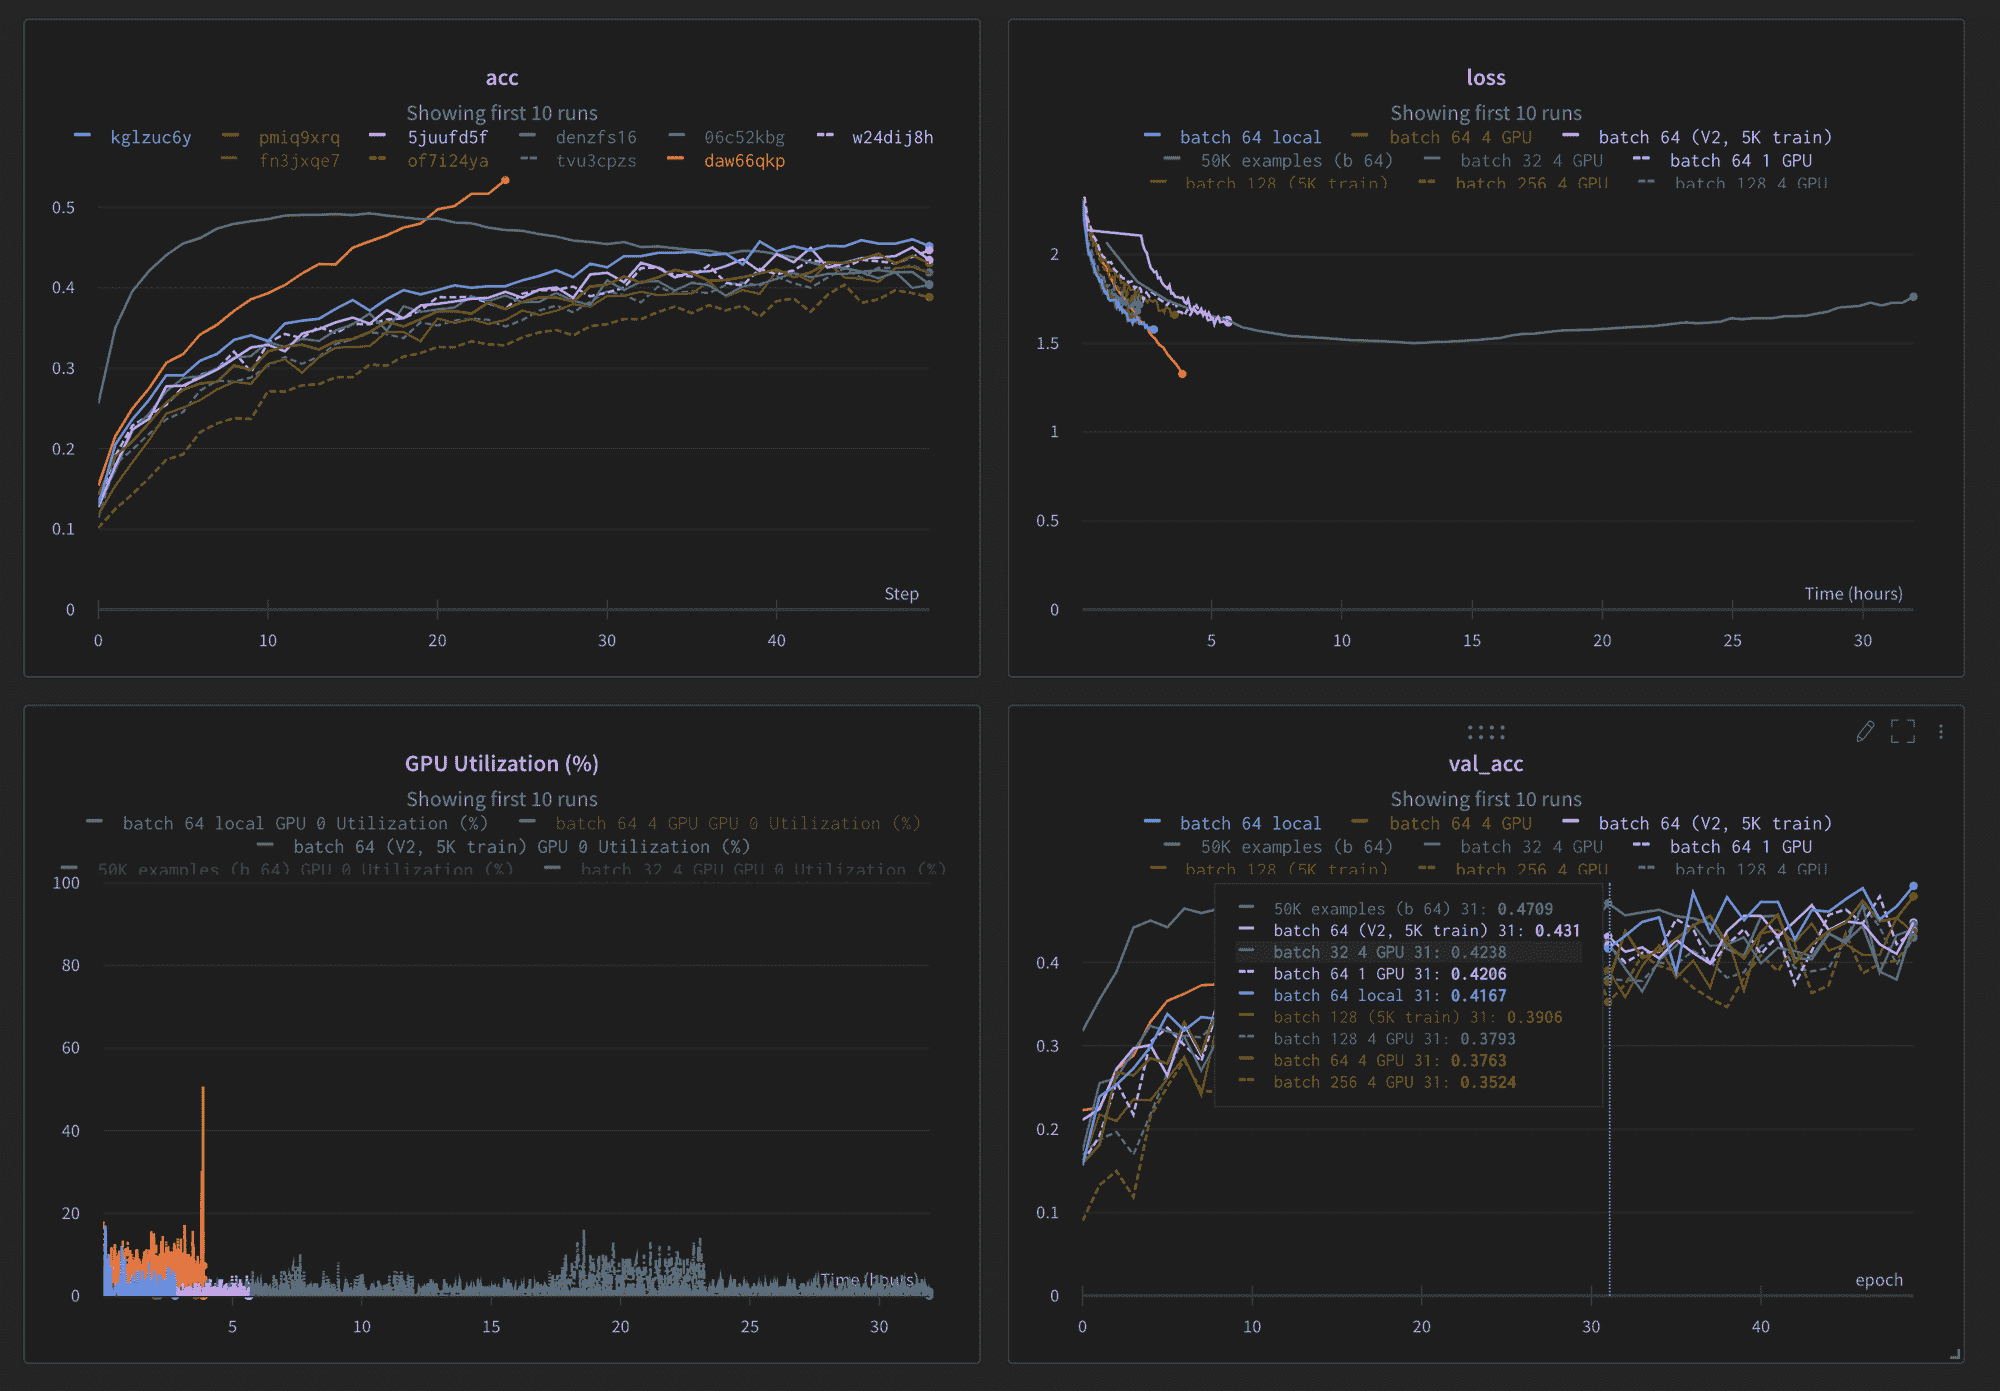 acc
Showing first 10 runs
kglzuc6y pmiq9xrq 5juufd5f denzfs16 06c52kbg w24dij8h
fn3jxqe7 of7i24ya tvu3cpzs daw66qkp
0.5
0.4
0.3
0.2
0.1
0
Step
0 10 20 30 40
loss
Showing first 10 runs
batch 64 local batch 64 4 GPU batch 64 (V2, 5K train)
50K examples (b 64) batch 32 4 GPU batch 64 1 GPU
batch 128 (5K train) batch 256 4 GPU batch 128 4 GPU
2
1.5
1
0.5
0
Time (hours)
5 10 15 20 25 30
GPU Utilization (%)
Showing first 10 runs
batch 64 local GPU 0 Utilization (%) batch 64 4 GPU GPU 0 Utilization (%)
batch 64 (V2, 5K train) GPU 0 Utilization (%)
50K examples (b 64) GPU 0 Utilization (%) batch 32 4 GPU GPU 0 Utilization (%)
100
80
60
40
20
0
Time (hours)
5 10 15 20 25 30
val_acc
Showing first 10 runs
batch 64 local batch 64 4 GPU batch 64 (V2, 5K train)
50K examples (b 64) batch 32 4 GPU batch 64 1 GPU
batch 128 (5K train) batch 256 4 GPU batch 128 4 GPU
50K examples (b 64) 31: 0.4709
batch 64 (V2, 5K train) 31: 0.431
batch 32 4 GPU 31: 0.4238
batch 64 1 GPU 31: 0.4206
batch 64 local 31: 0.4167
batch 128 (5K train) 31: 0.3906
batch 128 4 GPU 31: 0.3793
batch 64 4 GPU 31: 0.3763
batch 256 4 GPU 31: 0.3524
0.4
0.3
0.2
0.1
0
epoch
0 10 20 30 40